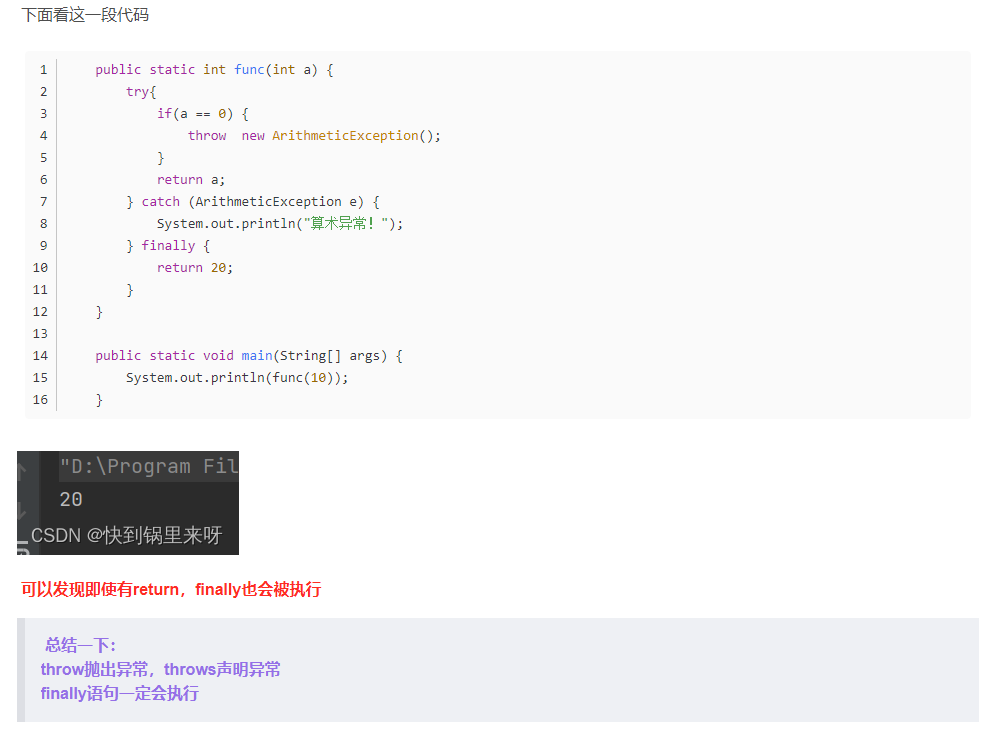 下面看这一段代码
1 public static int func(int a) {
2 try{
3 if(a == 0) {
4 throw  new ArithmeticException();
5 }
6 return a;
7 } catch (ArithmeticException e) {
8 System.out.println("算术异常！");
9 } finally {
10 return 20;
11 }
12 }
13
14 public static void main(String[] args) {
15 System.out.println(func(10));
16 }
"D:\Program Fil
20
CSDN @快到锅里来呀
可以发现即使有return，finally也会被执行
总结一下：
throw抛出异常，throws声明异常
finally语句一定会执行